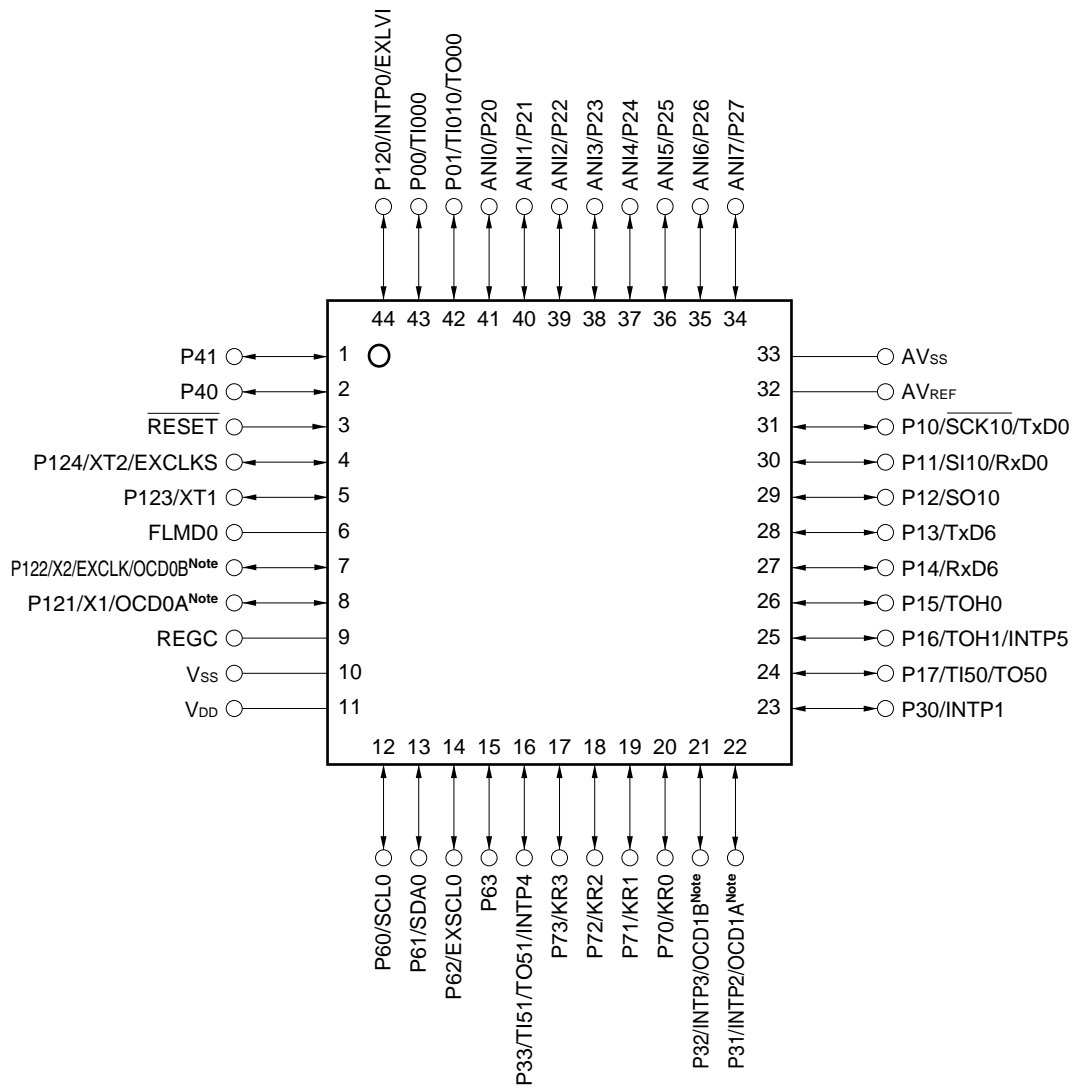 P120/INTP0/EXLVI
P00/TI000
P01/TI010/TO00
ANI0/P20
ANI1/P21
ANI2/P22
ANI3/P23
ANI4/P24
ANI5/P25
ANI6/P26
ANI7/P27
44 43 42 41 40 39 38 37 36 35 34
P41 1
P40 2
RESET 3
P124/XT2/EXCLKS 4
P123/XT1 5
FLMD0 6
P122/X2/EXCLK/OCD0BNote 7
P121/X1/OCD0ANote 8
REGC 9
VSS 10
VDD 11
33 AVSS
32 AVREF
31 P10/SCK10/TxD0
30 P11/SI10/RxD0
29 P12/SO10
28 P13/TxD6
27 P14/RxD6
26 P15/TOH0
25 P16/TOH1/INTP5
24 P17/TI50/TO50
23 P30/INTP1
12 13 14 15 16 17 18 19 20 21 22
P60/SCL0
P61/SDA0
P62/EXSCL0
P63
P33/TI51/TO51/INTP4
P73/KR3
P72/KR2
P71/KR1
P70/KR0
P32/INTP3/OCD1BNote
P31/INTP2/OCD1ANote